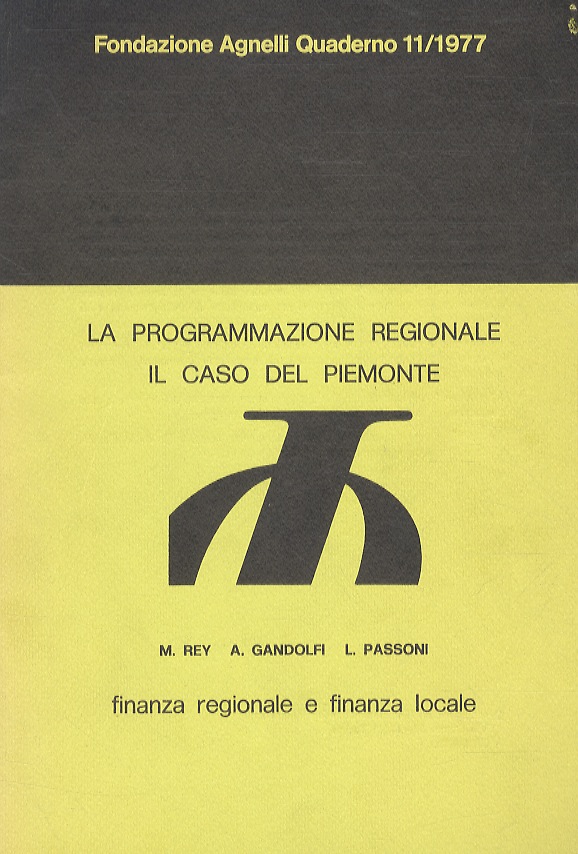 Fondazione Agnelli Quaderno 11/1977
LA PROGRAMMAZIONE REGIONALE
IL CASO DEL PIEMONTE
M. REY A. GANDOLFI L. PASSONI
finanza regionale e finanza locale